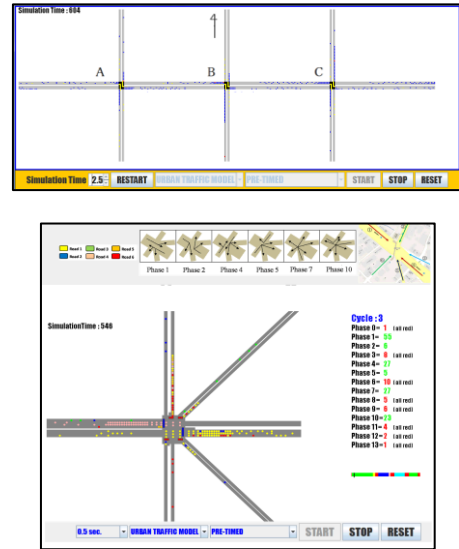 Simulation Time : 604
4
A B C
Simulation Time 2.5 RESTART URBAN TRAFFIC MODEL PRE-TIMED START STOP RESET
Road 1 Road 3 Road 5
Road 2 Road 4 Road 6
Phase 1 Phase 2 Phase 4 Phase 5 Phase 7 Phase 10
SimulationTime : 546
Cycle : 3
Phase 0= 1 (all red)
Phase 1= 55
Phase 2= 6
Phase 3= 8 (all red)
Phase 4= 27
Phase 5= 5
Phase 6= 10 (all red)
Phase 7= 27
Phase 8= 5 (all red)
Phase 9= 6 (all red)
Phase 10= 23
Phase 11= 4 (all red)
Phase 12= 2 (all red)
Phase 13= 1 (all red)
0.5 sec. URBAN TRAFFIC MODEL PRE-TIMED START STOP RESET